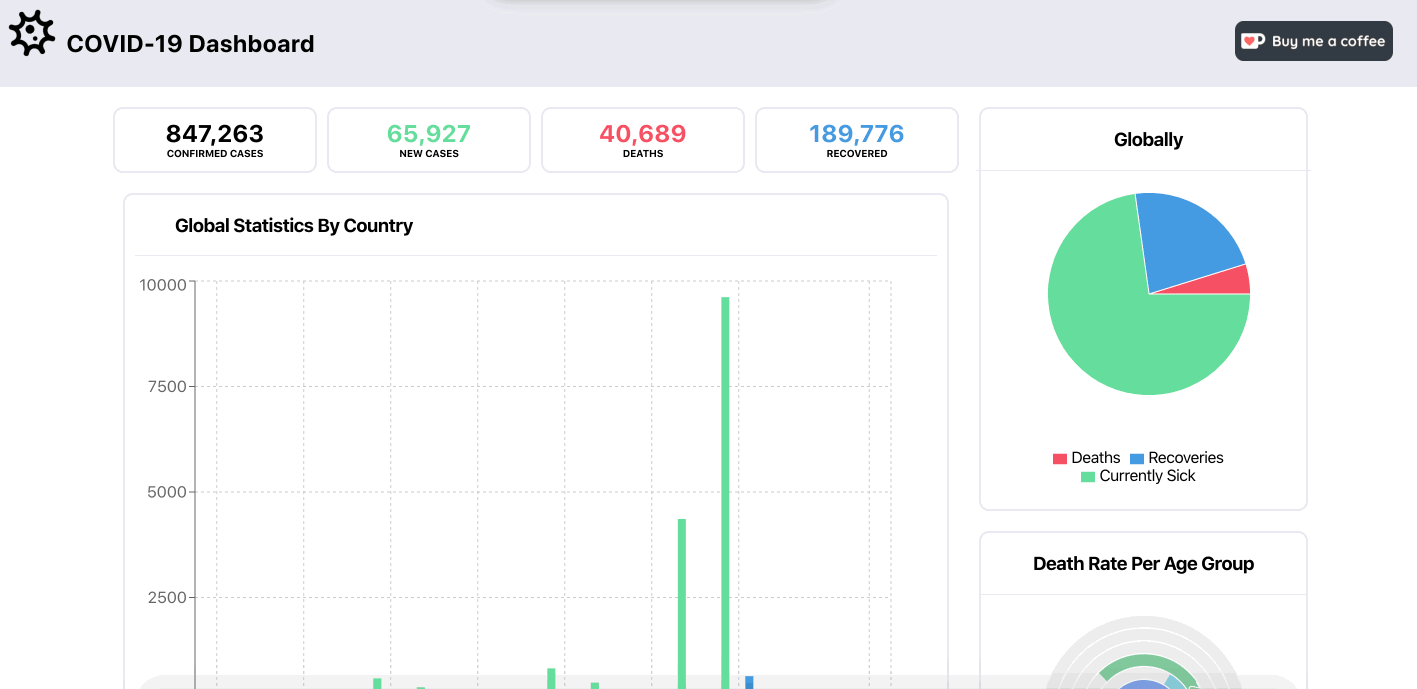 COVID-19 Dashboard
Buy me a coffee
847,263
CONFIRMED CASES
65,927
NEW CASES
40,689
DEATHS
189,776
RECOVERED
Globally
Global Statistics By Country
10000
7500
5000
2500
Deaths Recoveries
Currently Sick
Death Rate Per Age Group